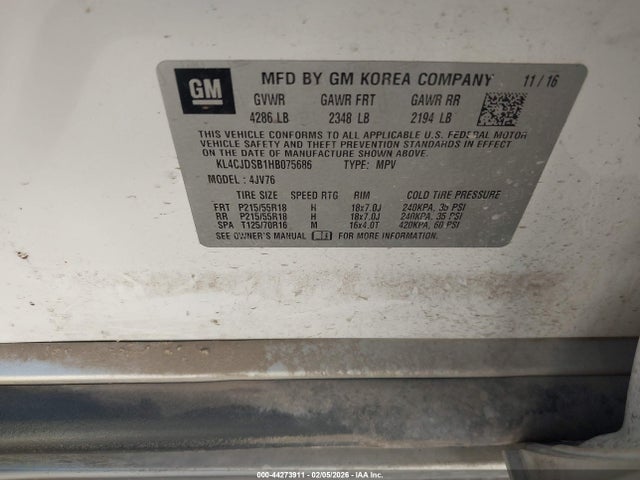 GM
MFD BY GM KOREA COMPANY 11/16
GVWR GAWR FRT GAWR RR
4286 LB 2348 LB 2194 LB
THIS VEHICLE CONFORMS TO ALL APPLICABLE U.S. FEDERAL MOTOR
VEHICLE SAFETY, BUMPER, AND THEFT PREVENTION STANDARDS IN EFFECT
ON THE DATE OF MANUFACTURE SHOWN ABOVE.
KL4CJDSB1HB075686 TYPE: MPV
MODEL: 4JV76
TIRE SIZE SPEED RTG RIM COLD TIRE PRESSURE
FRT P215/55R18 H 18x7.0J 240KPA, 35 PSI
RR P215/55R18 H 18x7.0J 240KPA, 35 PSI
SPA T125/70R16 M 16x4.0T 420KPA, 60 PSI
SEE OWNER'S MANUAL FOR MORE INFORMATION.
000-44273911 - 02/05/2026 - IAAC, Inc.